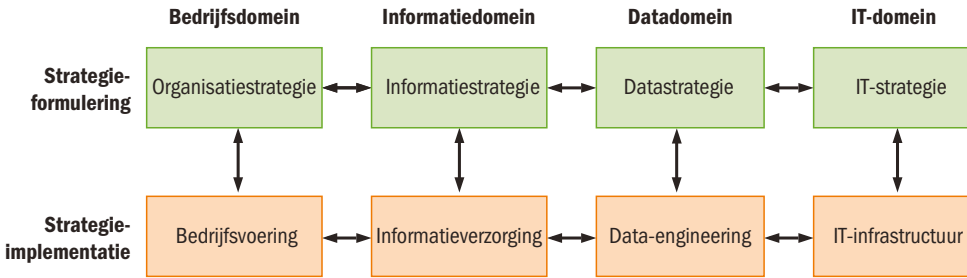 Bedrijfsdomein
Informatiedomein
Datadomein
IT-domein
Strategie-
formulering
Organisatiestrategie
Informatiestrategie
Datastrategie
IT-strategie
Strategie-
implementatie
Bedrijfsvoering
Informatieverzorging
Data-engineering
IT-infrastructuur